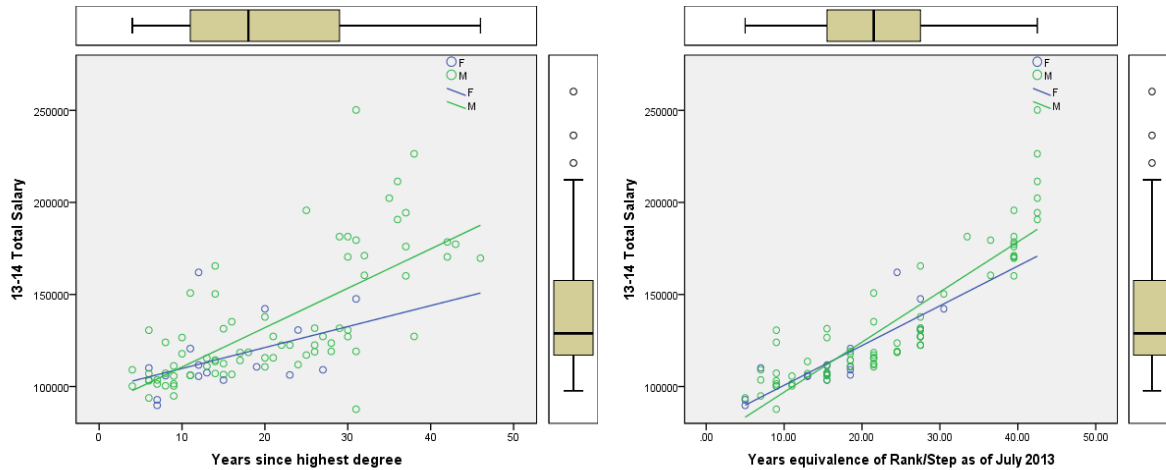 F
M
F
M
250000
200000
150000
100000
13-14 Total Salary
0 10 20 30 40 50
Years since highest degree
F
M
F
M
250000
200000
150000
100000
13-14 Total Salary
.00 10.00 20.00 30.00 40.00 50.00
Years equivalence of Rank/Step as of July 2013